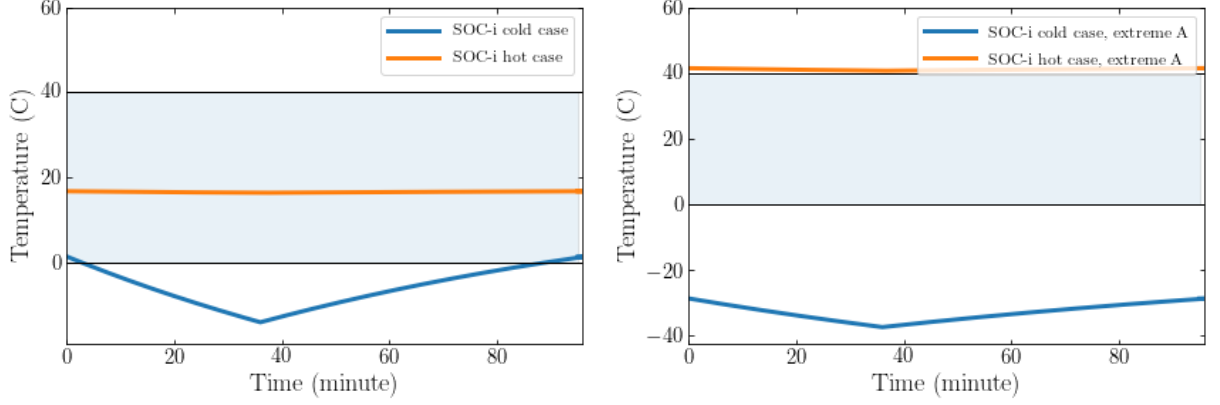 60
40
20
0
Temperature (C)
0
20
40
60
80
Time (minute)
SOC-i cold case
SOC-i hot case
60
40
20
0
−20
−40
Temperature (C)
0
20
40
60
80
Time (minute)
SOC-i cold case, extreme A
SOC-i hot case, extreme A